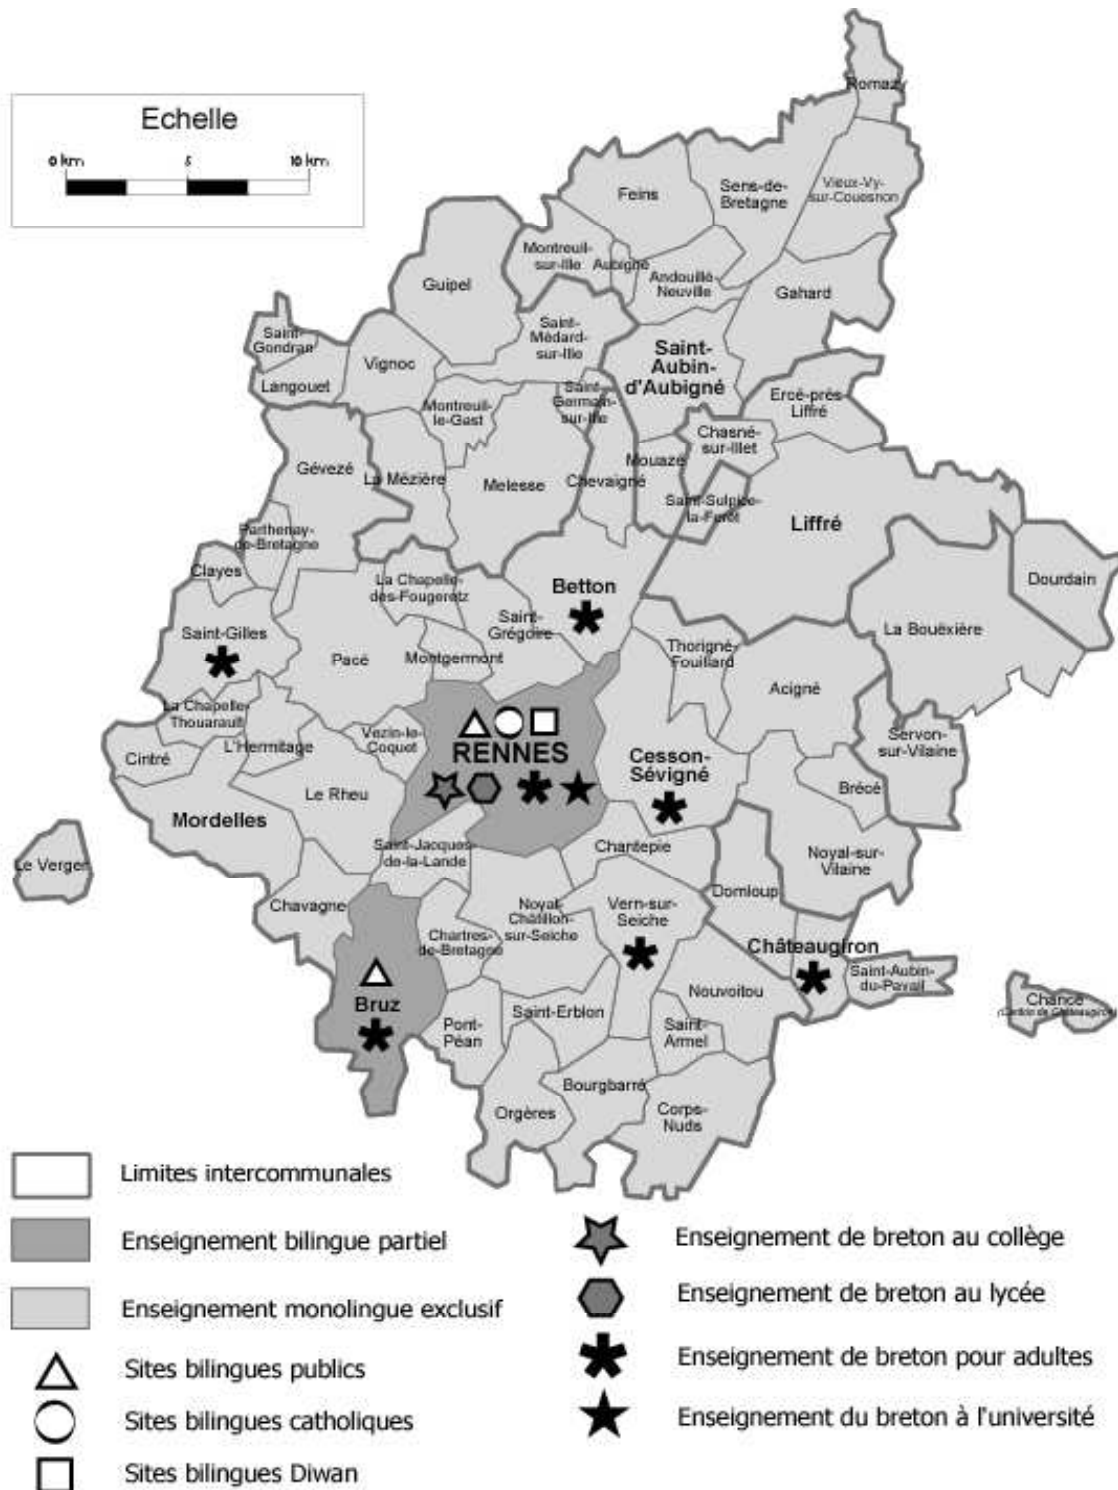 Echelle
0 km
5
10 km
Romazy
Feins
Sens-de-
Bretagne
Vieux-Vy-
sur-Couesnon
Montreuil-
sur-Ille
Aubigné
Andouillé-
Neuville
Gahard
Guipel
Saint-
Gondran
Langouet
Vignoc
Saint-
Médard-
sur-Ille
Saint-
Aubin-
d'Aubigné
Ercé-près-
Liffré
Montreuil-
le-Gast
Saint-
Germain-
sur-Ille
Chasné-
sur-Illet
Gévezé
La Mézière
Melesse
Chevaigné
Mouazé
Saint-Sulpice-
la-Forêt
Liffré
Parthenay-
de-Bretagne
Clayes
La Chapelle-
des-Fougeretz
Betton
Dourdain
Saint-Gilles
Pacé
Saint-
Grégoire
Montgermont
Thorigné-
Fouillard
La Bouëxière
Acigné
La Chapelle-
Thouarault
Cintré
L'Hermitage
Vezin-le-
Coquet
RENNES
Cesson-
Sévigné
Servon-
sur-Vilaine
Brécé
Le Rheu
Mordelles
Saint-Jacques-
de-la-Lande
Chantepie
Noyal-sur-
Vilaine
Le Verger
Chavagne
Domloup
Noyal-
Châtillon-
sur-Seiche
Vern-sur-
Seiche
Chartres-
de-Bretagne
Châteaugiron
Saint-Aubin-
du-Pavail
Bruz
Nouvoitou
Chancé
(Canton de Châteaugiron)
Pont-
Péan
Saint-Erblon
Saint-
Armel
Bourgbarré
Orgères
Corps-
Nuds
Limites intercommunales
Enseignement bilingue partiel
Enseignement monolingue exclusif
Sites bilingues publics
Sites bilingues catholiques
Sites bilingues Diwan
Enseignement de breton au collège
Enseignement de breton au lycée
Enseignement de breton pour adultes
Enseignement du breton à l'université